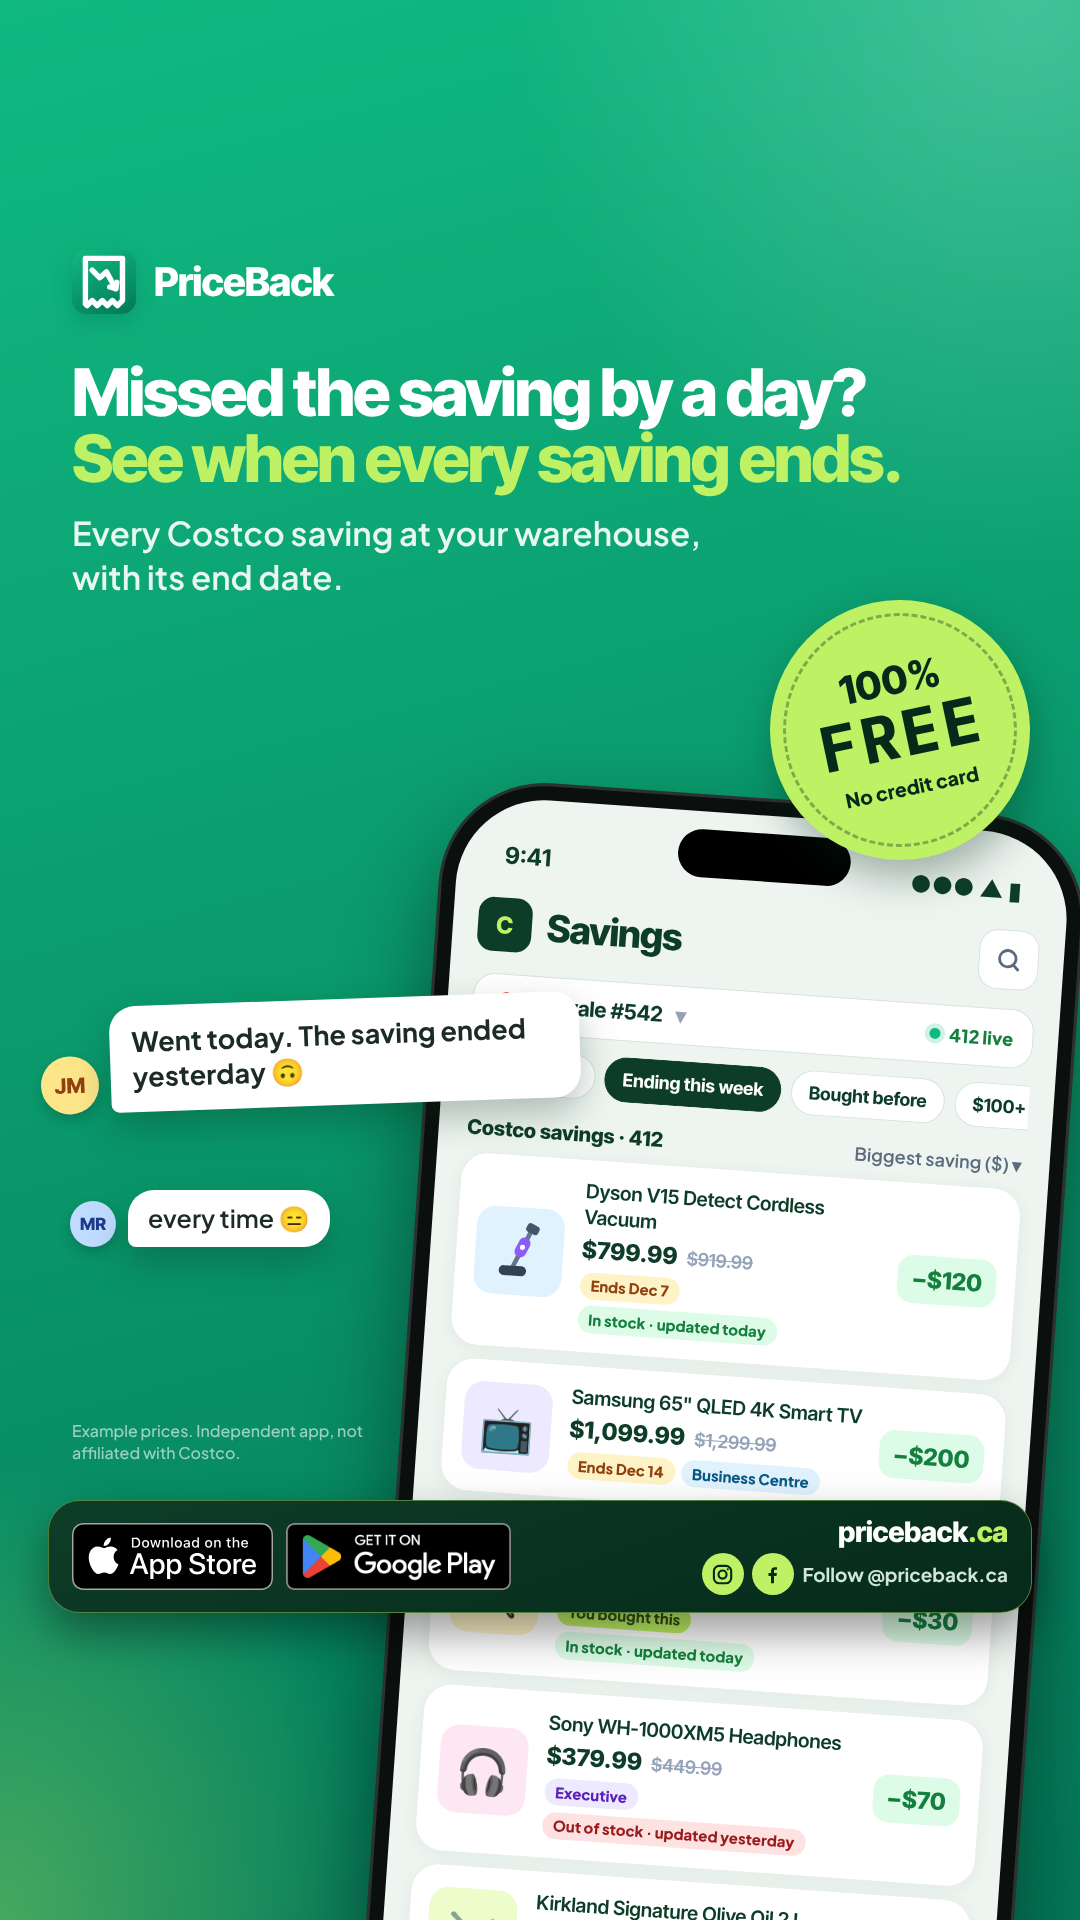 PriceBack
Missed the saving by a day?
See when every saving ends.
Every Costco saving at your warehouse,
with its end date.
100%
FREE
No credit card
9:41
C
Savings
#542 ▼
412 live
Went today. The saving ended
yesterday 🙃
JM
Ending this week
Bought before
$100+
Costco savings · 412
Biggest saving ($) ▼
MR
every time 😑
Dyson V15 Detect Cordless
Vacuum
$799.99 $919.99
−$120
Ends Dec 7
In stock · updated today
Samsung 65" QLED 4K Smart TV
$1,099.99 $1,299.99
−$200
Ends Dec 14
Business Centre
Example prices. Independent app, not
affiliated with Costco.
Download on the
App Store
GET IT ON
Google Play
priceback.ca
Follow @priceback.ca
You bought this
−$30
In stock · updated today
Sony WH-1000XM5 Headphones
$379.99 $449.99
−$70
Executive
Out of stock · updated yesterday
Kirkland Signature Olive Oil 2 L